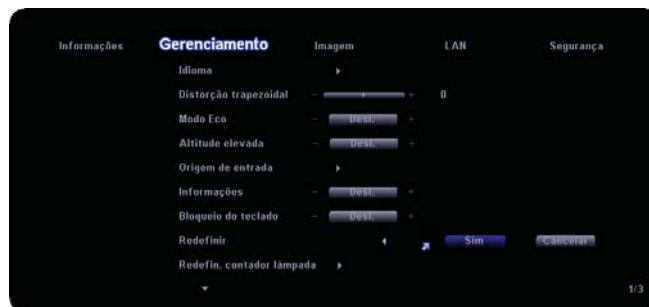 Informações Gerenciamento Imagem LAN Segurança
Idioma
Distorção trapezoidal - + 0
Modo Eco - Desl. +
Altitude elevada - Desl. +
Origem de entrada
Informações - Desl. +
Bloqueio do teclado - Desl. +
Redefinir Sim Cancelar
Redefin. contador lâmpada
1/3